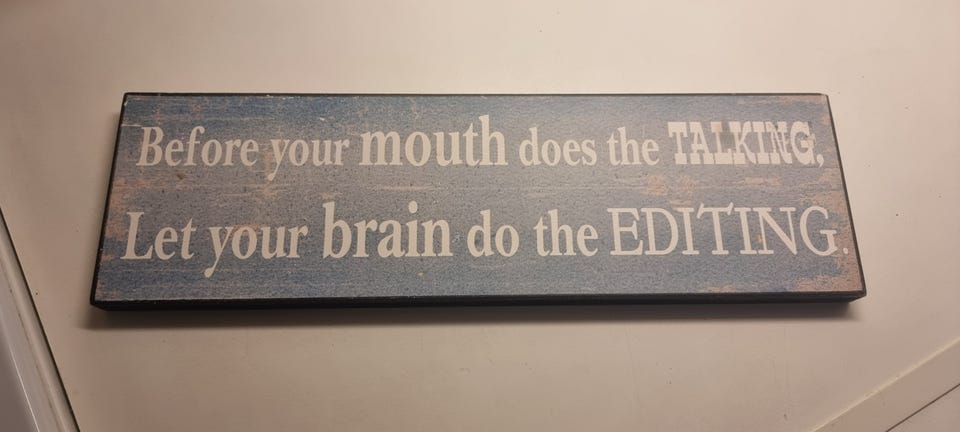 Before your mouth does the TALKING,
Let your brain do the EDITING.